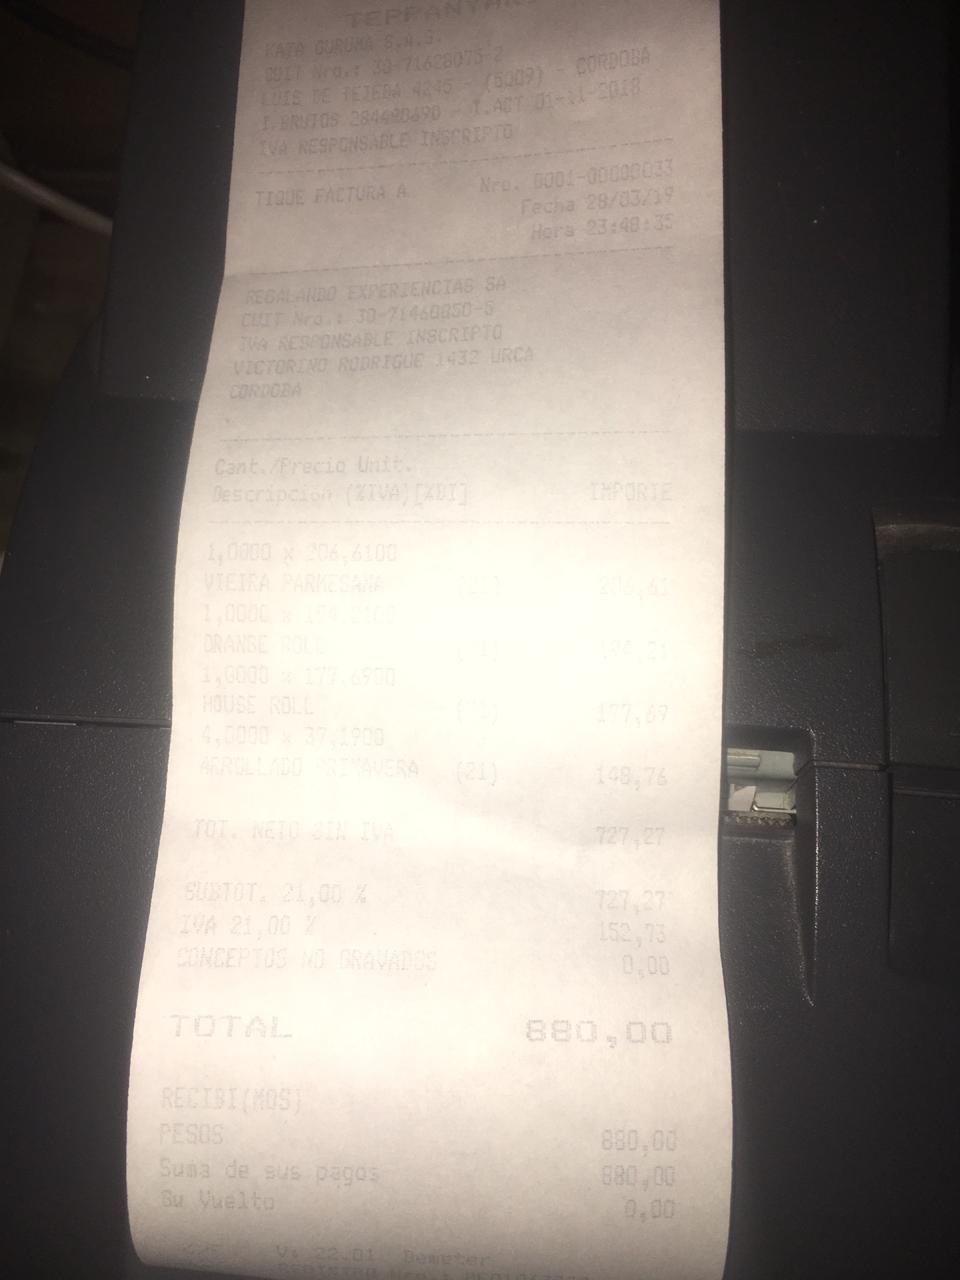 TEPPANYAKI
KATA GURUMA S.A.S.
CUIT Nro.: 30-71628075-2
LUIS DE TEJEDA 4245 - (5009) - CORDOBA
I.BRUTOS 284490690 - I.ACT 01-11-2018
IVA RESPONSABLE INSCRIPTO
TIQUE FACTURA A Nro. 0001-00000033
Fecha 28/03/19
Hora 23:48:35
REGALANDO EXPERIENCIAS SA
CUIT Nro.: 30-71460850-5
IVA RESPONSABLE INSCRIPTO
VICTORINO RODRIGUE 1432 URCA
CORDOBA
.
Cant./Precio Unit.
Descripción (%IVA)[%BI] IMPORTE
1,0000 x 206,6100
VIEIRA PARMESANA (21) 206,61
1,0000 x 194,2100
ORANGE ROLL (21) 194,21
1,0000 x 177,6900
HOUSE ROLL (21) 177,69
4,0000 x 37,1900
ARROLLADO PRIMAVERA (21) 148,76
TOT. NETO SIN IVA 727,27
SUBTOT. 21,00 % 727,27
IVA 21,00 % 152,73
CONCEPTOS NO GRAVADOS 0,00
TOTAL 880,00
RECIBI(MOS)
PESOS 880,00
Suma de sus pagos 880,00
Su Vuelto 0,00
V: 22.01 Demeter
REGISTRO Nro.: